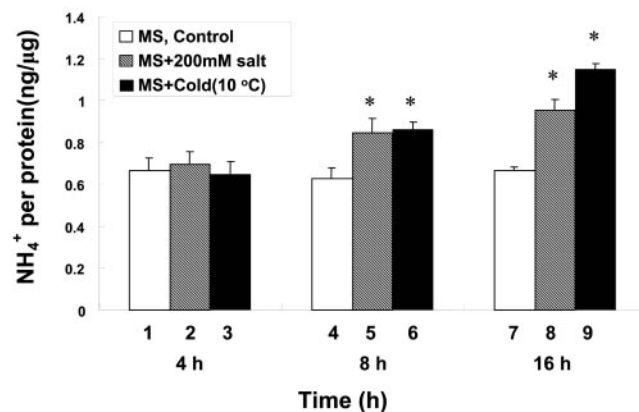 NH4+ per protein(ng/µg)
1.4
1.2
1
0.8
0.6
0.4
0.2
0
MS, Control
MS+200mM salt
MS+Cold(10 °C)
* * * *
1 2 3 4 5 6 7 8 9
4 h 8 h 16 h
Time (h)